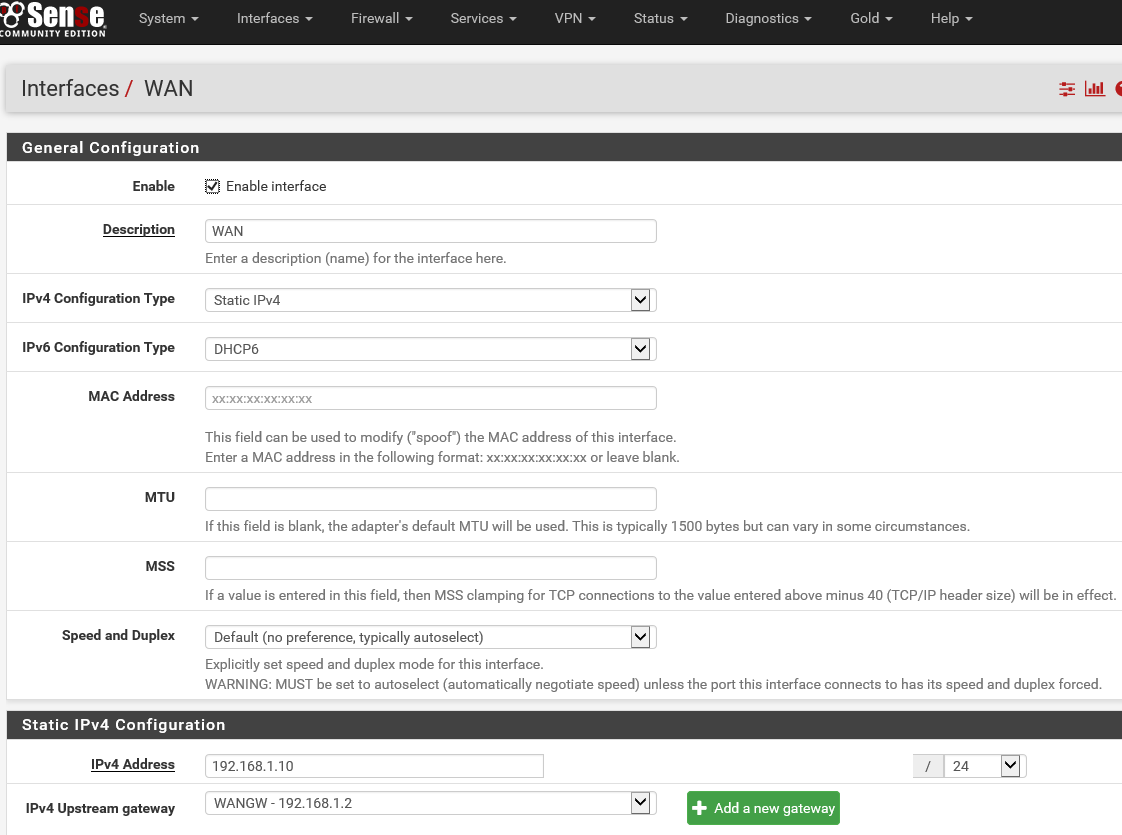 Sense
COMMUNITY EDITION
System Interfaces Firewall Services VPN Status Diagnostics Gold Help
Interfaces / WAN
General Configuration
Enable Enable interface
Description WAN
Enter a description (name) for the interface here.
IPv4 Configuration Type Static IPv4
IPv6 Configuration Type DHCP6
MAC Address xx:xx:xx:xx:xx:xx
This field can be used to modify ("spoof") the MAC address of this interface.
Enter a MAC address in the following format: xx:xx:xx:xx:xx:xx or leave blank.
MTU
If this field is blank, the adapter's default MTU will be used. This is typically 1500 bytes but can vary in some circumstances.
MSS
If a value is entered in this field, then MSS clamping for TCP connections to the value entered above minus 40 (TCP/IP header size) will be in effect.
Speed and Duplex Default (no preference, typically autoselect)
Explicitly set speed and duplex mode for this interface.
WARNING: MUST be set to autoselect (automatically negotiate speed) unless the port this interface connects to has its speed and duplex forced.
Static IPv4 Configuration
IPv4 Address 192.168.1.10 / 24
IPv4 Upstream gateway WANGW - 192.168.1.2 Add a new gateway